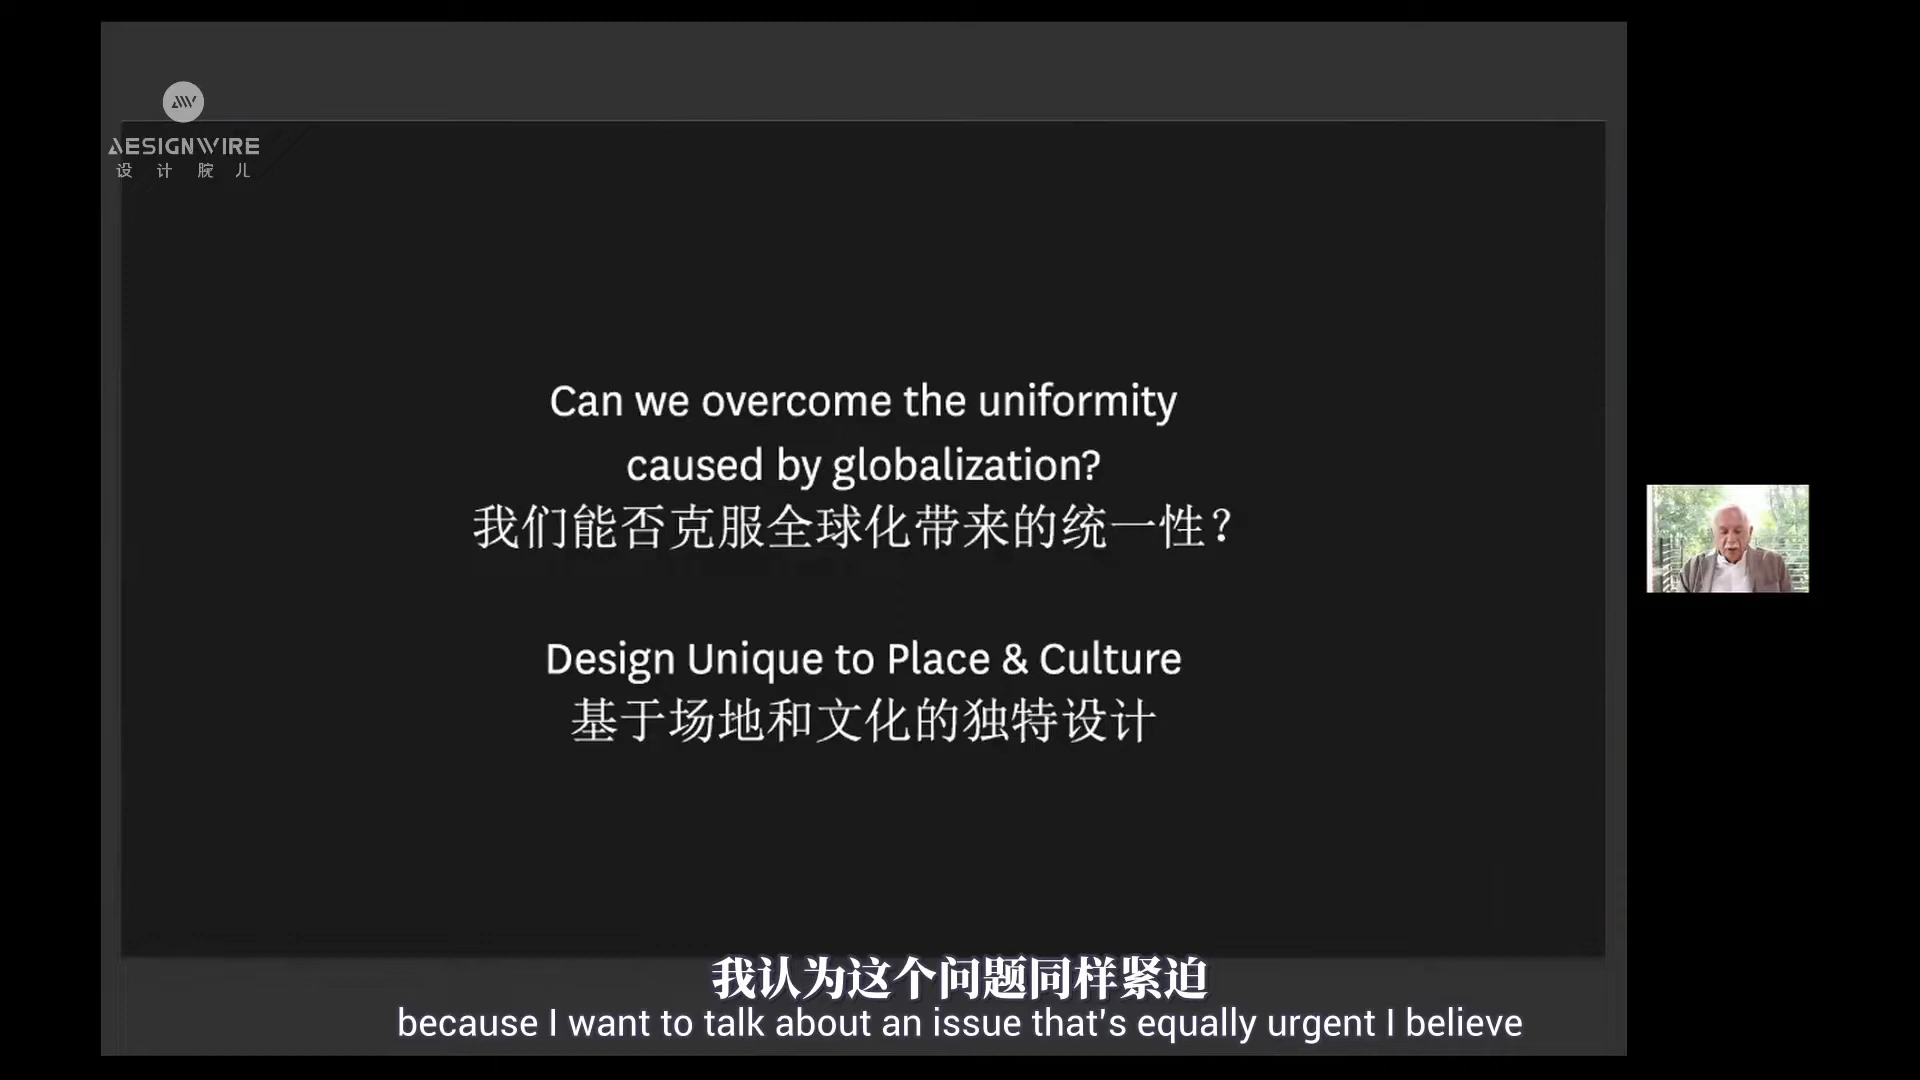 AESIGNWIRE
设计腕儿
Can we overcome the uniformity
caused by globalization?
我们能否克服全球化带来的统一性？
Design Unique to Place & Culture
基于场地和文化的独特设计
我认为这个问题同样紧迫
because I want to talk about an issue that's equally urgent I believe